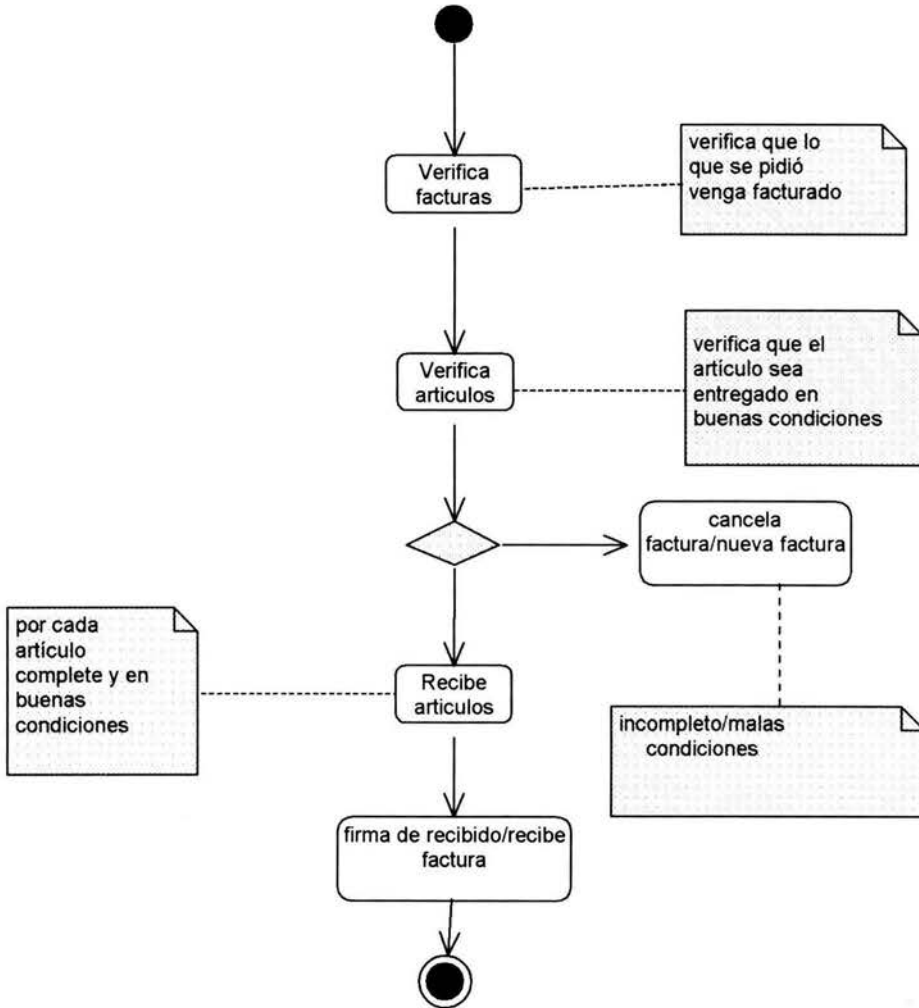 Verifica
facturas
verifica que lo
que se pidió
venga facturado
Verifica
articulos
verifica que el
artículo sea
entregado en
buenas condiciones
cancela
factura/nueva factura
por cada
artículo
complete y en
buenas
condiciones
Recibe
articulos
incompleto/malas
condiciones
firma de recibido/recibe
factura